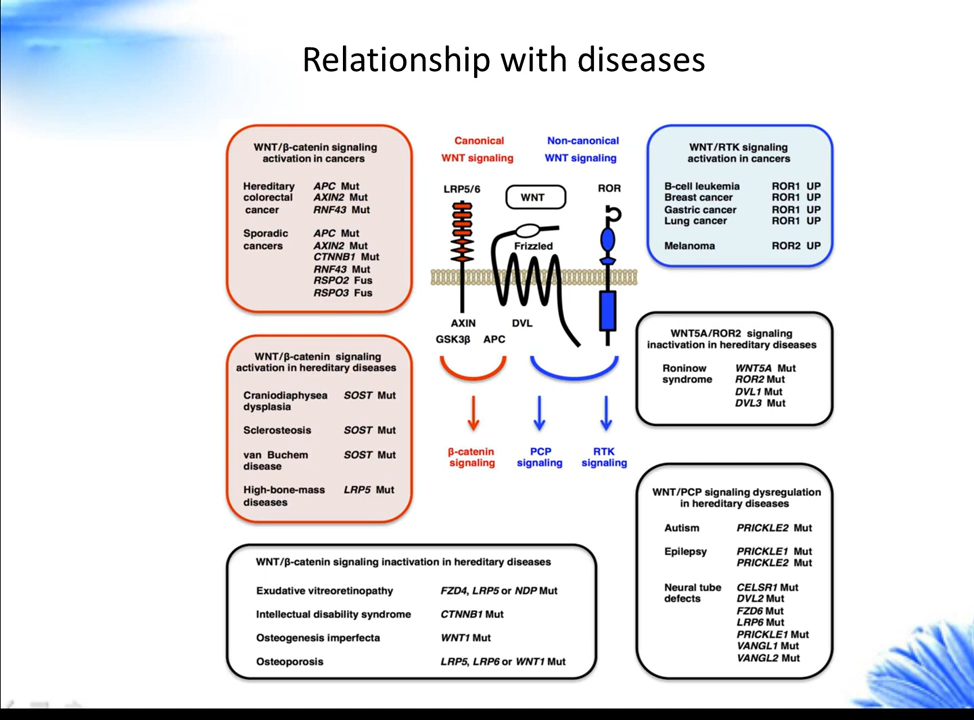 Relationship with diseases
WNT/β-catenin signaling
activation in cancers
Hereditary APC Mut
colorectal AXIN2 Mut
cancer RNF43 Mut
Sporadic APC Mut
cancers AXIN2 Mut
CTNNB1 Mut
RNF43 Mut
RSPO2 Fus
RSPO3 Fus
Canonical
WNT signaling
Non-canonical
WNT signaling
LRP5/6
WNT
ROR
Frizzled
AXIN
DVL
GSK3β APC
β-catenin
signaling
PCP
signaling
RTK
signaling
WNT/RTK signaling
activation in cancers
B-cell leukemia ROR1 UP
Breast cancer ROR1 UP
Gastric cancer ROR1 UP
Lung cancer ROR1 UP
Melanoma ROR2 UP
WNT/β-catenin signaling
activation in hereditary diseases
Craniodiaphysea SOST Mut
dysplasia
Sclerosteosis SOST Mut
van Buchem SOST Mut
disease
High-bone-mass LRP5 Mut
diseases
WNT5A/ROR2 signaling
inactivation in hereditary diseases
Roninow WNT5A Mut
syndrome ROR2 Mut
DVL1 Mut
DVL3 Mut
WNT/PCP signaling dysregulation
in hereditary diseases
Autism PRICKLE2 Mut
Epilepsy PRICKLE1 Mut
PRICKLE2 Mut
Neural tube CELSR1 Mut
defects DVL2 Mut
FZD6 Mut
LRP6 Mut
PRICKLE1 Mut
VANGL1 Mut
VANGL2 Mut
WNT/β-catenin signaling inactivation in hereditary diseases
Exudative vitreoretinopathy FZD4, LRP5 or NDP Mut
Intellectual disability syndrome CTNNB1 Mut
Osteogenesis imperfecta WNT1 Mut
Osteoporosis LRP5, LRP6 or WNT1 Mut